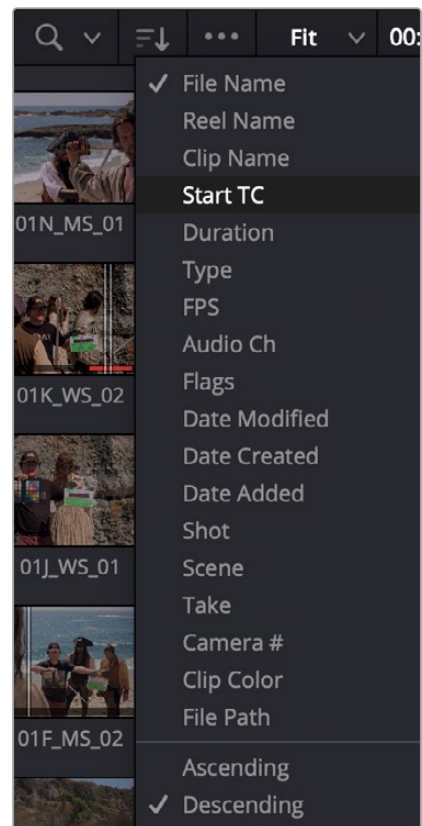 Fit
00:
✓ File Name
Reel Name
Clip Name
Start TC
01N_MS_01
Duration
Type
FPS
Audio Ch
Flags
01K_WS_02
Date Modified
Date Created
Date Added
Shot
Scene
01J_WS_01
Take
Camera #
Clip Color
File Path
01F_MS_02
Ascending
✓ Descending